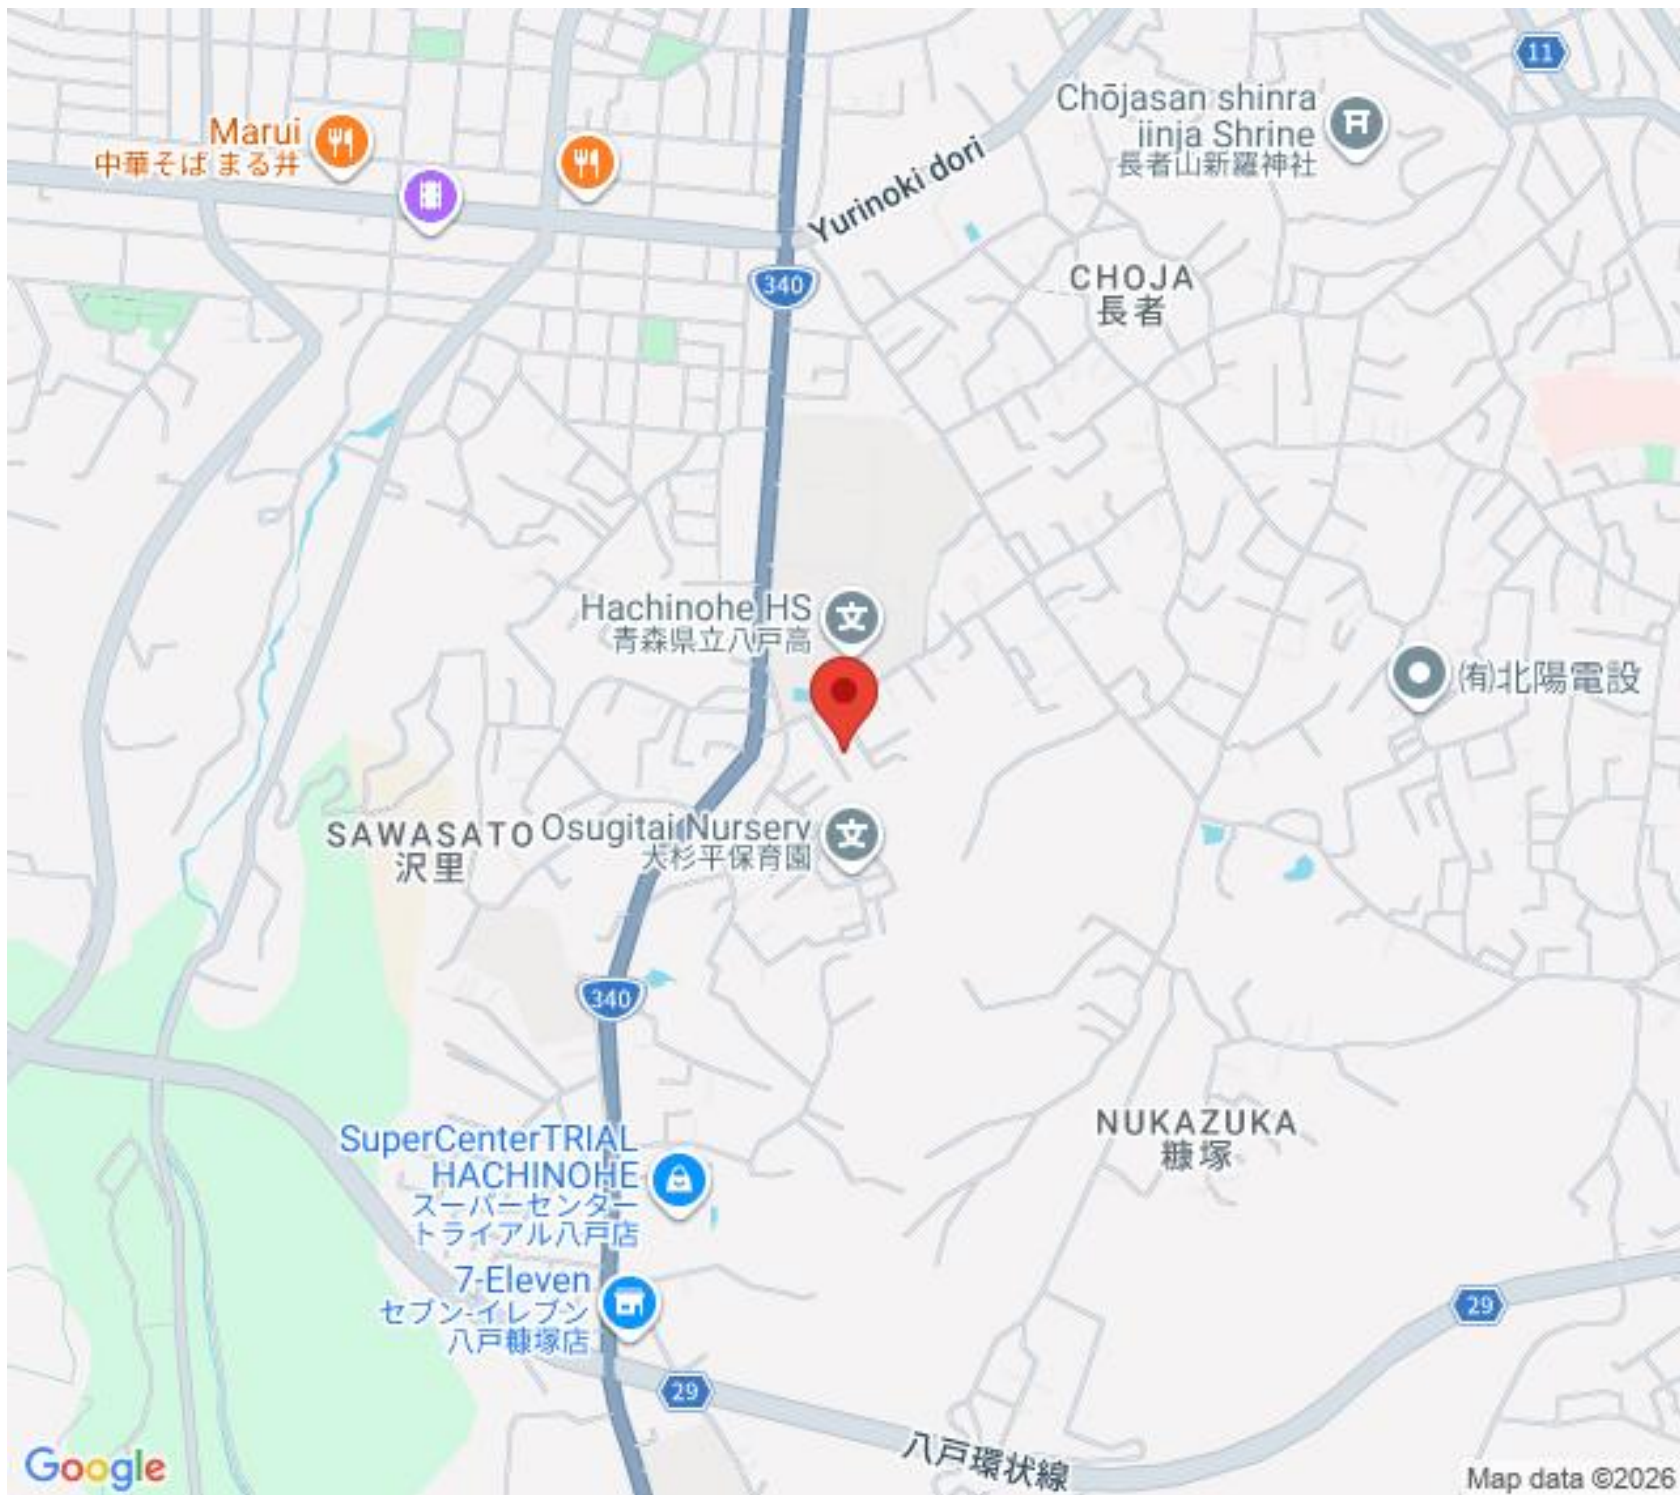 11
Chōjasan shinra
jinja Shrine
長者山新羅神社
Marui
中華そば まる井
Yurinoki dori
340
CHOJA
長者
Hachinohe HS
青森県立八戸高
(有)北陽電設
SAWASATO
沢里
Osugitai Nursery
大杉平保育園
340
NUKAZUKA
糠塚
SuperCenterTRIAL
HACHINOHE
スーパーセンター
トライアル八戸店
7-Eleven
セブン-イレブン
八戸糠塚店
29
29
八戸環状線
Google
Map data ©2026